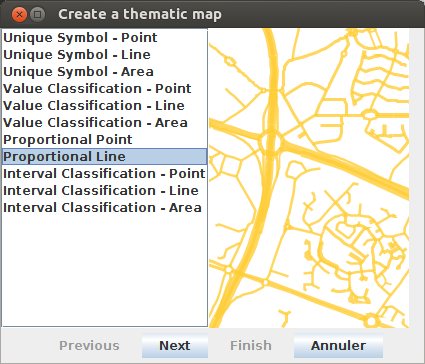 Create a thematic map
Unique Symbol - Point
Unique Symbol - Line
Unique Symbol - Area
Value Classification - Point
Value Classification - Line
Value Classification - Area
Proportional Point
Proportional Line
Interval Classification - Point
Interval Classification - Line
Interval Classification - Area
Previous Next Finish Annuler